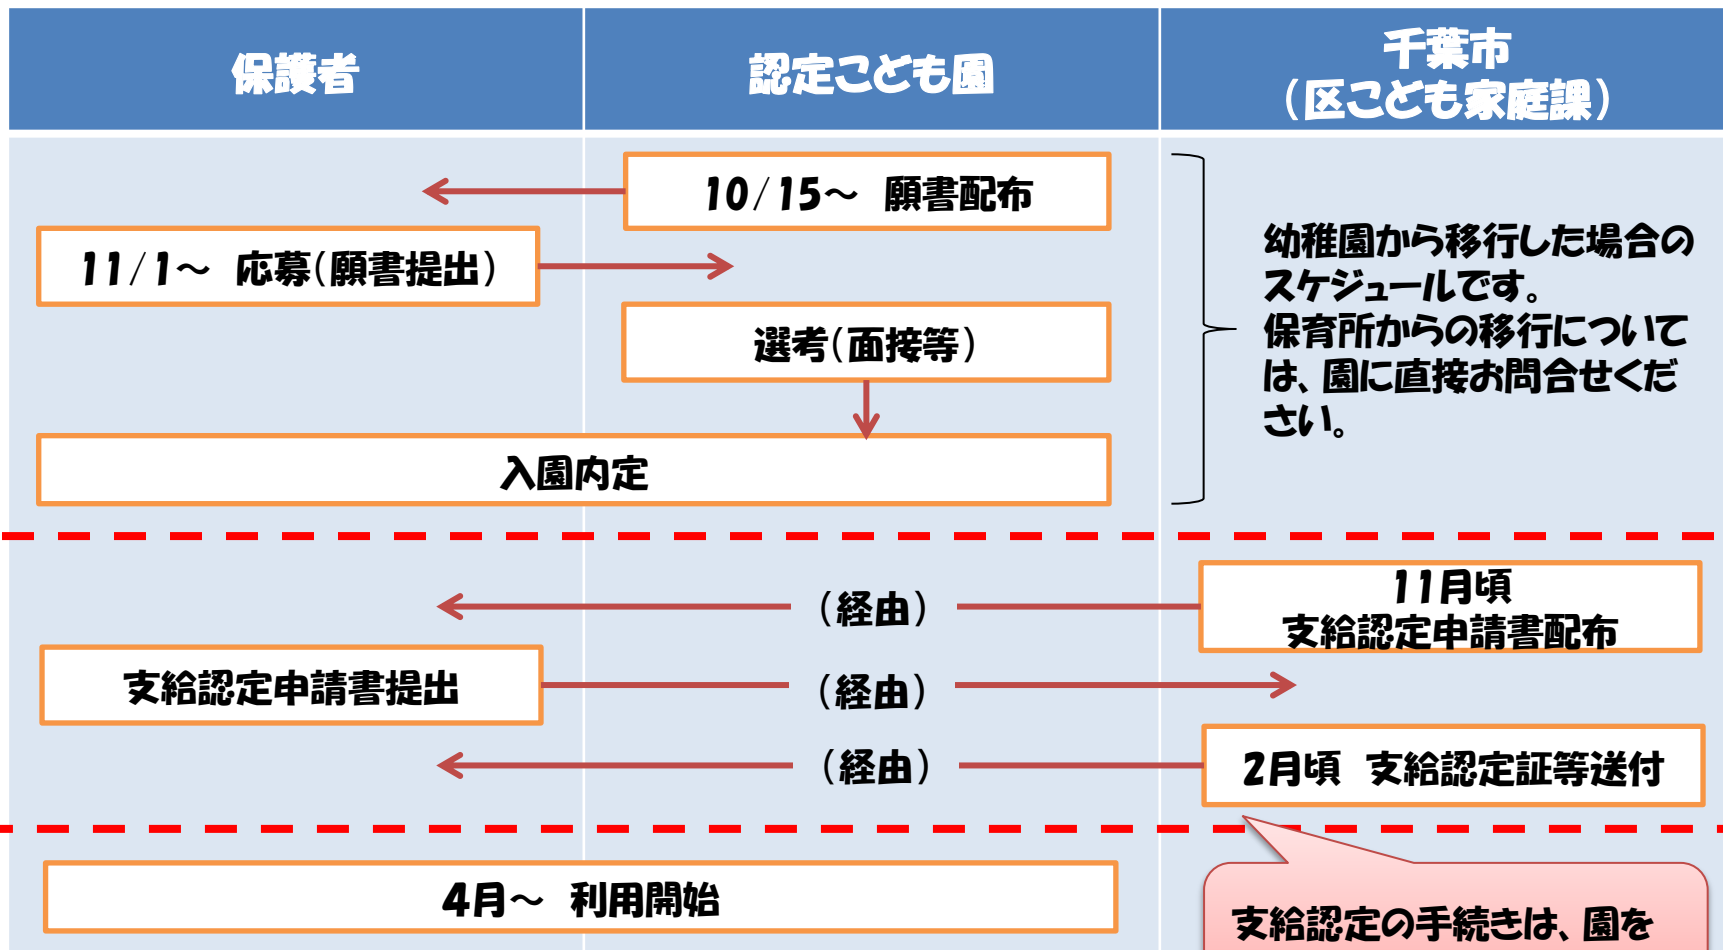 保護者
認定こども園
千葉市
(区こども家庭課)
10/15~ 願書配布
11/1~ 応募(願書提出)
選考(面接等)
入園内定
幼稚園から移行した場合の
スケジュールです。
保育所からの移行について
は、園に直接お問合せくだ
さい。
11月頃
支給認定申請書配布
(経由)
支給認定申請書提出
(経由)
2月頃 支給認定証等送付
(経由)
4月~ 利用開始
支給認定の手続きは、園を